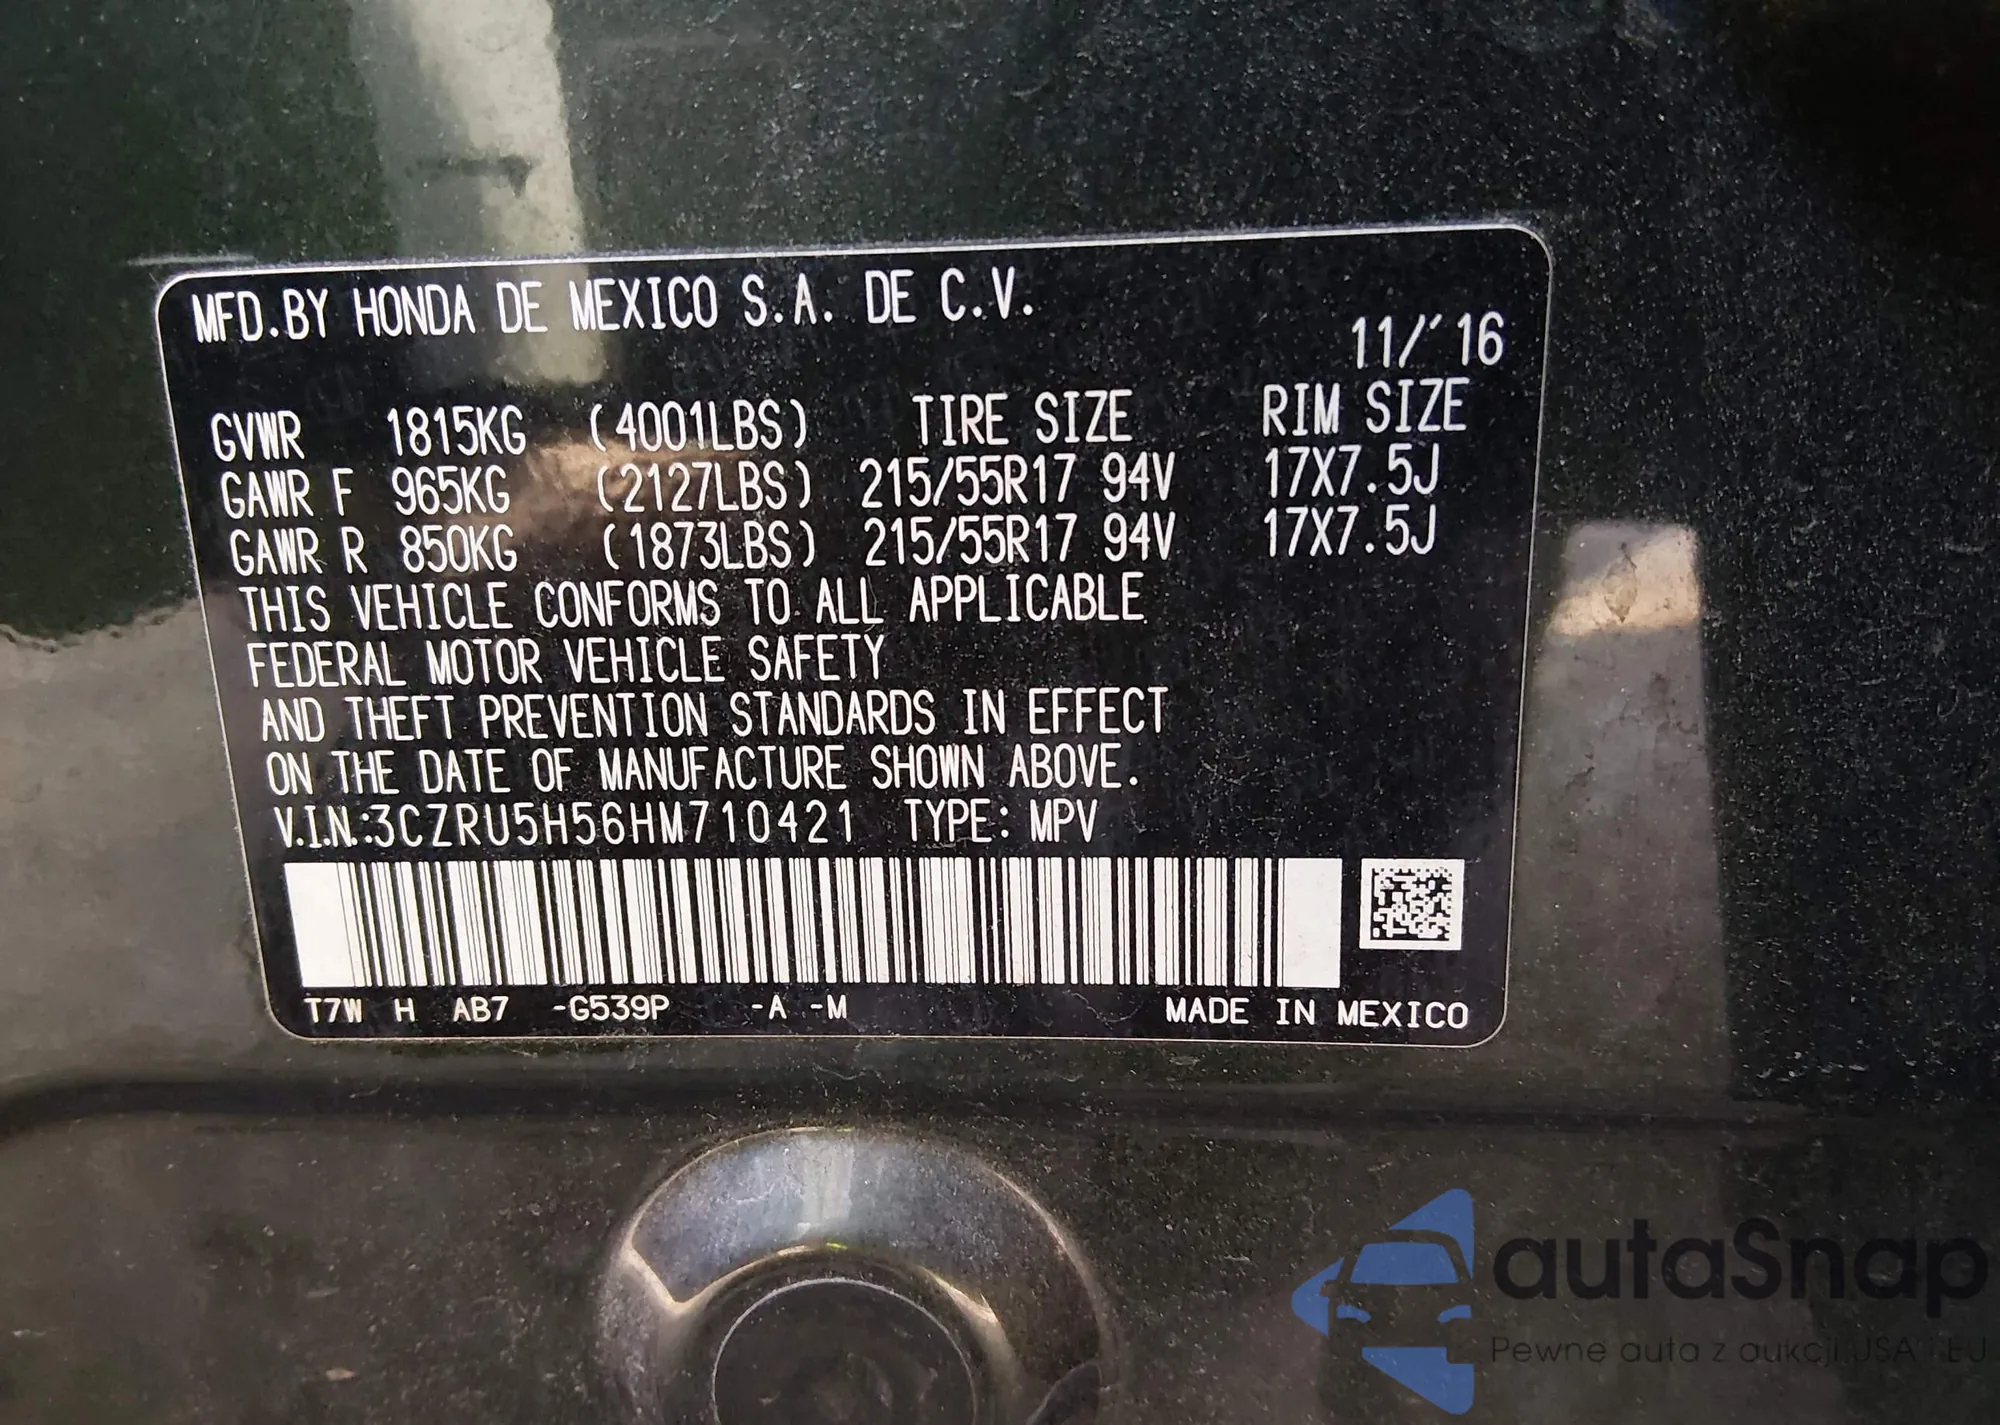 MFD.BY HONDA DE MEXICO S.A. DE C.V.
11/'16
GVWR 1815KG (4001LBS) TIRE SIZE RIM SIZE
GAWR F 965KG (2127LBS) 215/55R17 94V 17X7.5J
GAWR R 850KG (1873LBS) 215/55R17 94V 17X7.5J
THIS VEHICLE CONFORMS TO ALL APPLICABLE
FEDERAL MOTOR VEHICLE SAFETY
AND THEFT PREVENTION STANDARDS IN EFFECT
ON THE DATE OF MANUFACTURE SHOWN ABOVE.
V.I.N.:3CZRU5H56HM710421 TYPE: MPV
T7W H AB7 -G539P -A -M MADE IN MEXICO
autaSnap
Pewne auta z aukcji USA i EU